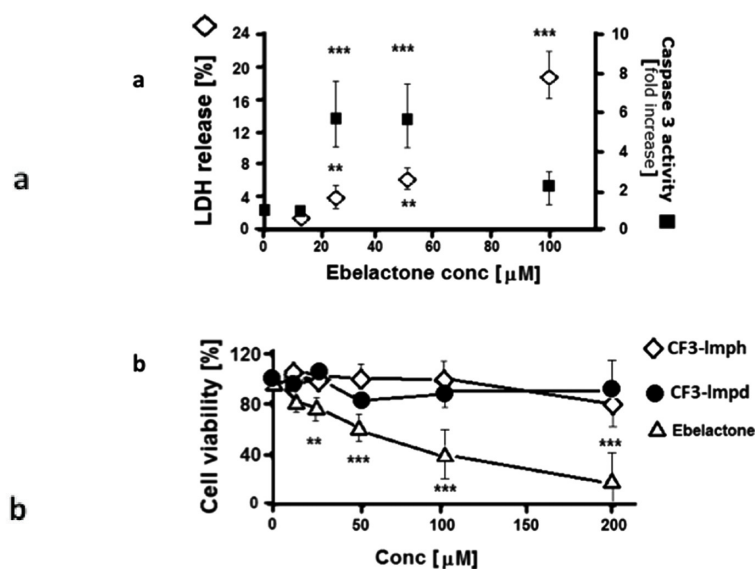 a
a
LDH release [%]
24
20
16
12
8
4
0
***
***
***
**
**
10
8
6
4
2
0
Caspase 3 activity
[fold increase]
0 20 40 60 80 100
Ebelactone conc [µM]
b
b
Cell viability [%]
120
80
40
0
**
***
***
***
CF3-lmph
CF3-lmpd
Ebelactone
0 50 100 150 200
Conc [µM]